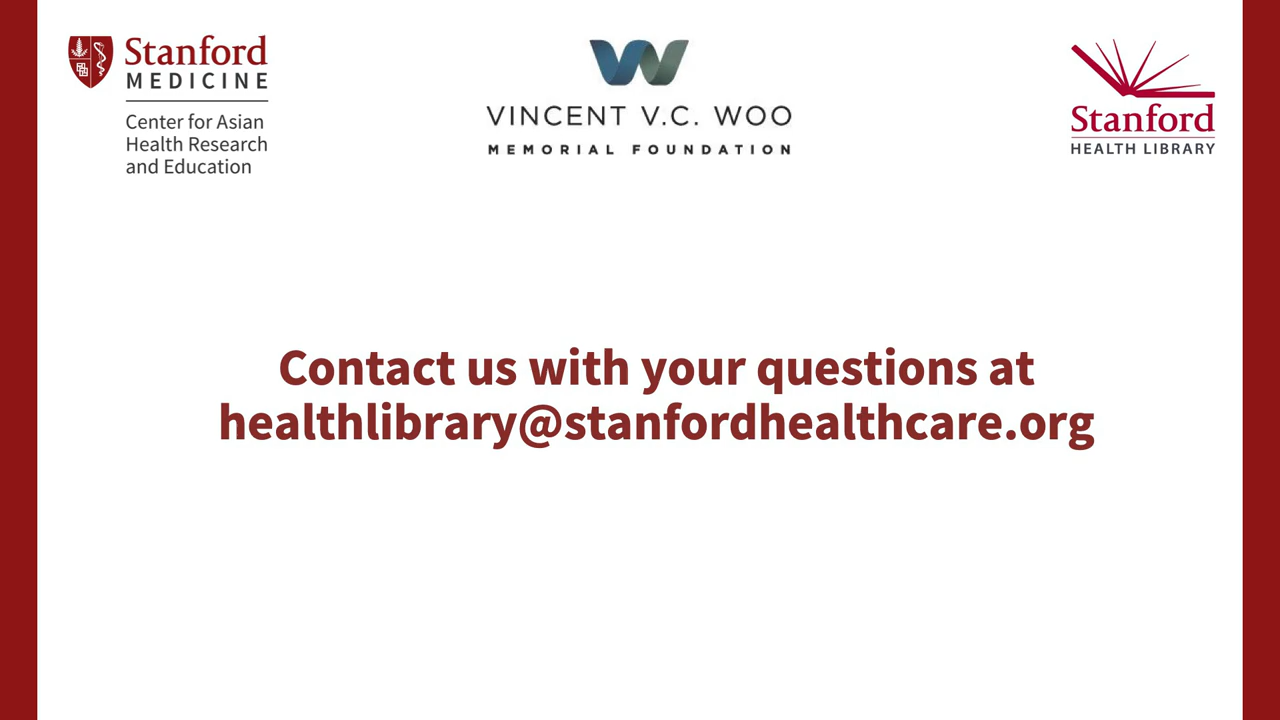 Stanford
MEDICINE
Center for Asian
Health Research
and Education
VINCENT V.C. WOO
MEMORIAL FOUNDATION
Stanford
HEALTH LIBRARY
Contact us with your questions at
healthlibrary@stanfordhealthcare.org